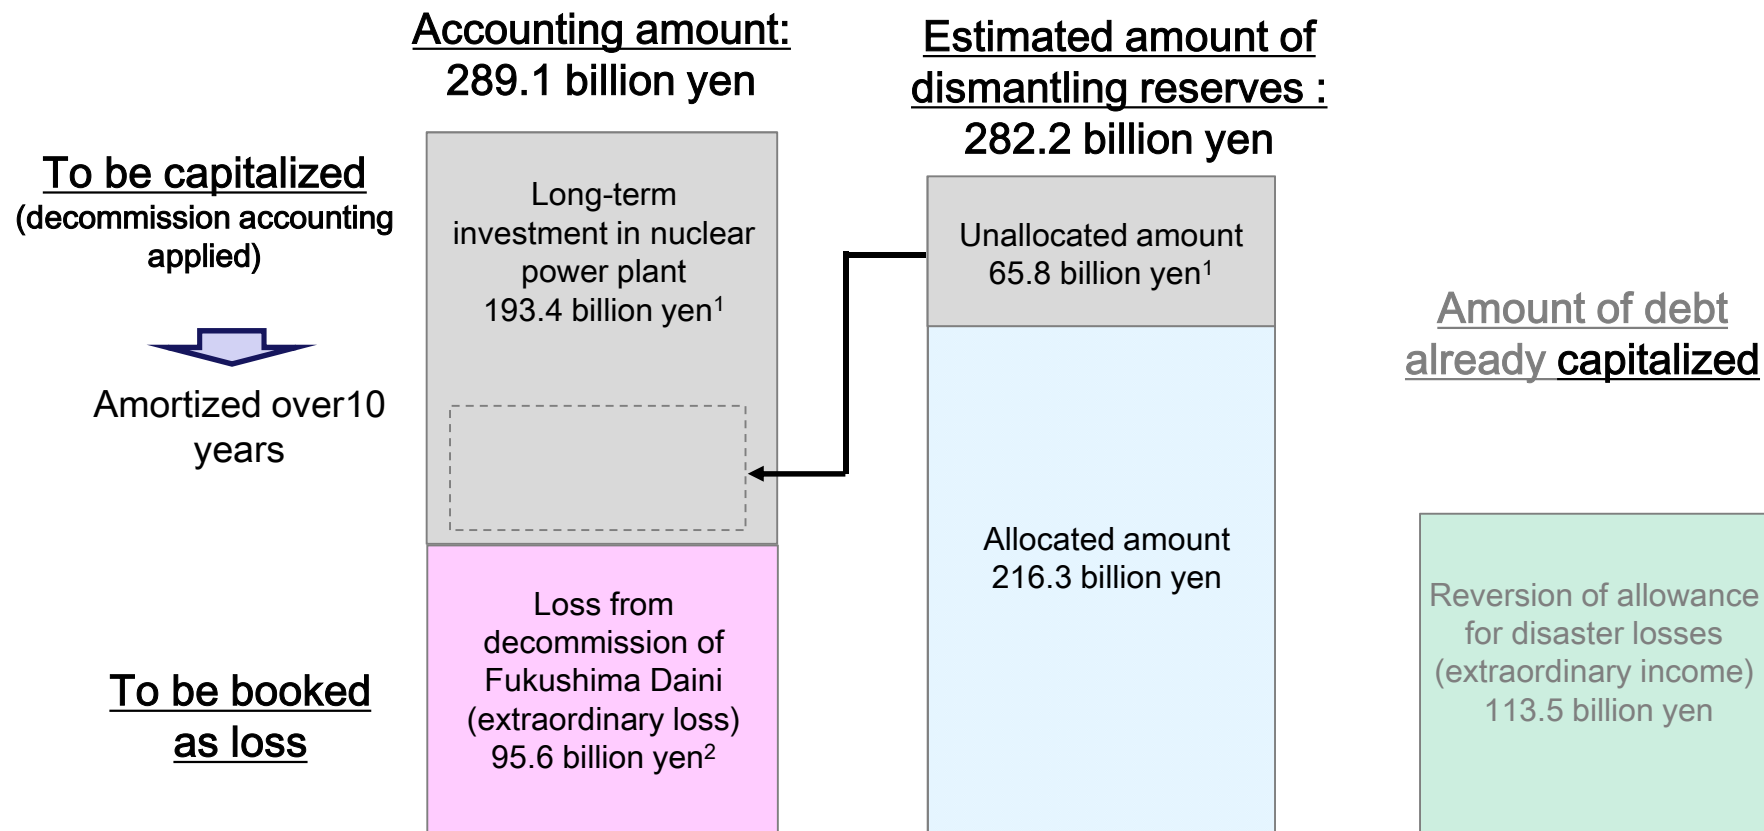 Accounting amount:
289.1 billion yen
Estimated amount of
dismantling reserves :
282.2 billion yen
To be capitalized
(decommission accounting
applied)
Amortized over10
years
Long-term
investment in nuclear
power plant
193.4 billion yen¹
Unallocated amount
65.8 billion yen¹
Amount of debt
already capitalized
Allocated amount
216.3 billion yen
To be booked
as loss
Loss from
decommission of
Fukushima Daini
(extraordinary loss)
95.6 billion yen²
Reversion of allowance
for disaster losses
(extraordinary income)
113.5 billion yen